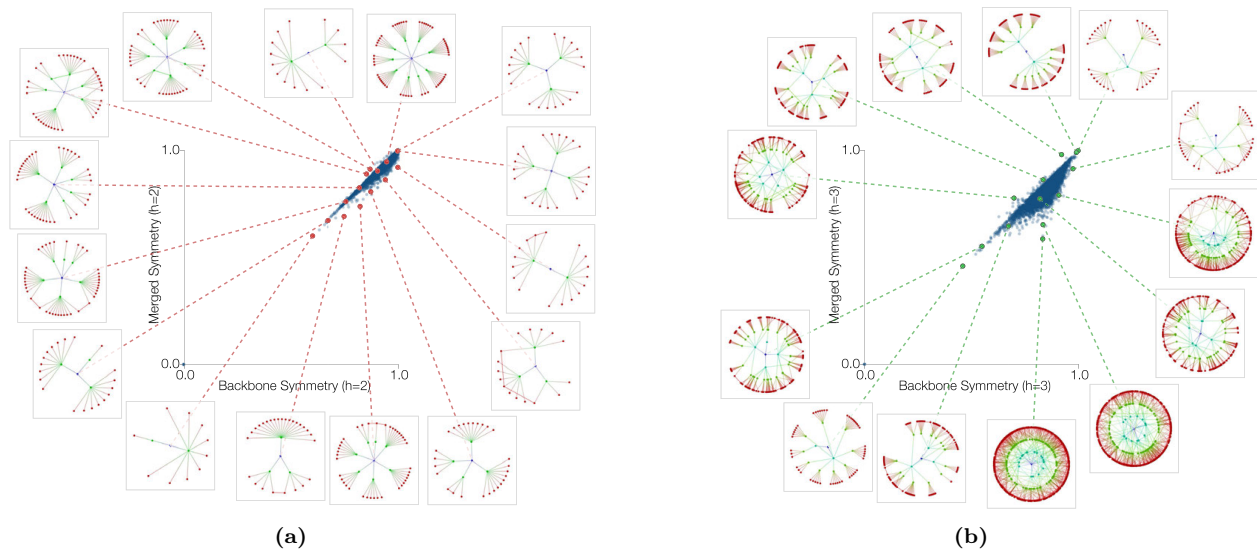 1.0
Merged Symmetry (h=2)
0.0
0.0
1.0
Backbone Symmetry (h=2)
(a)
1.0
Merged Symmetry (h=3)
0.0
0.0
1.0
Backbone Symmetry (h=3)
(b)